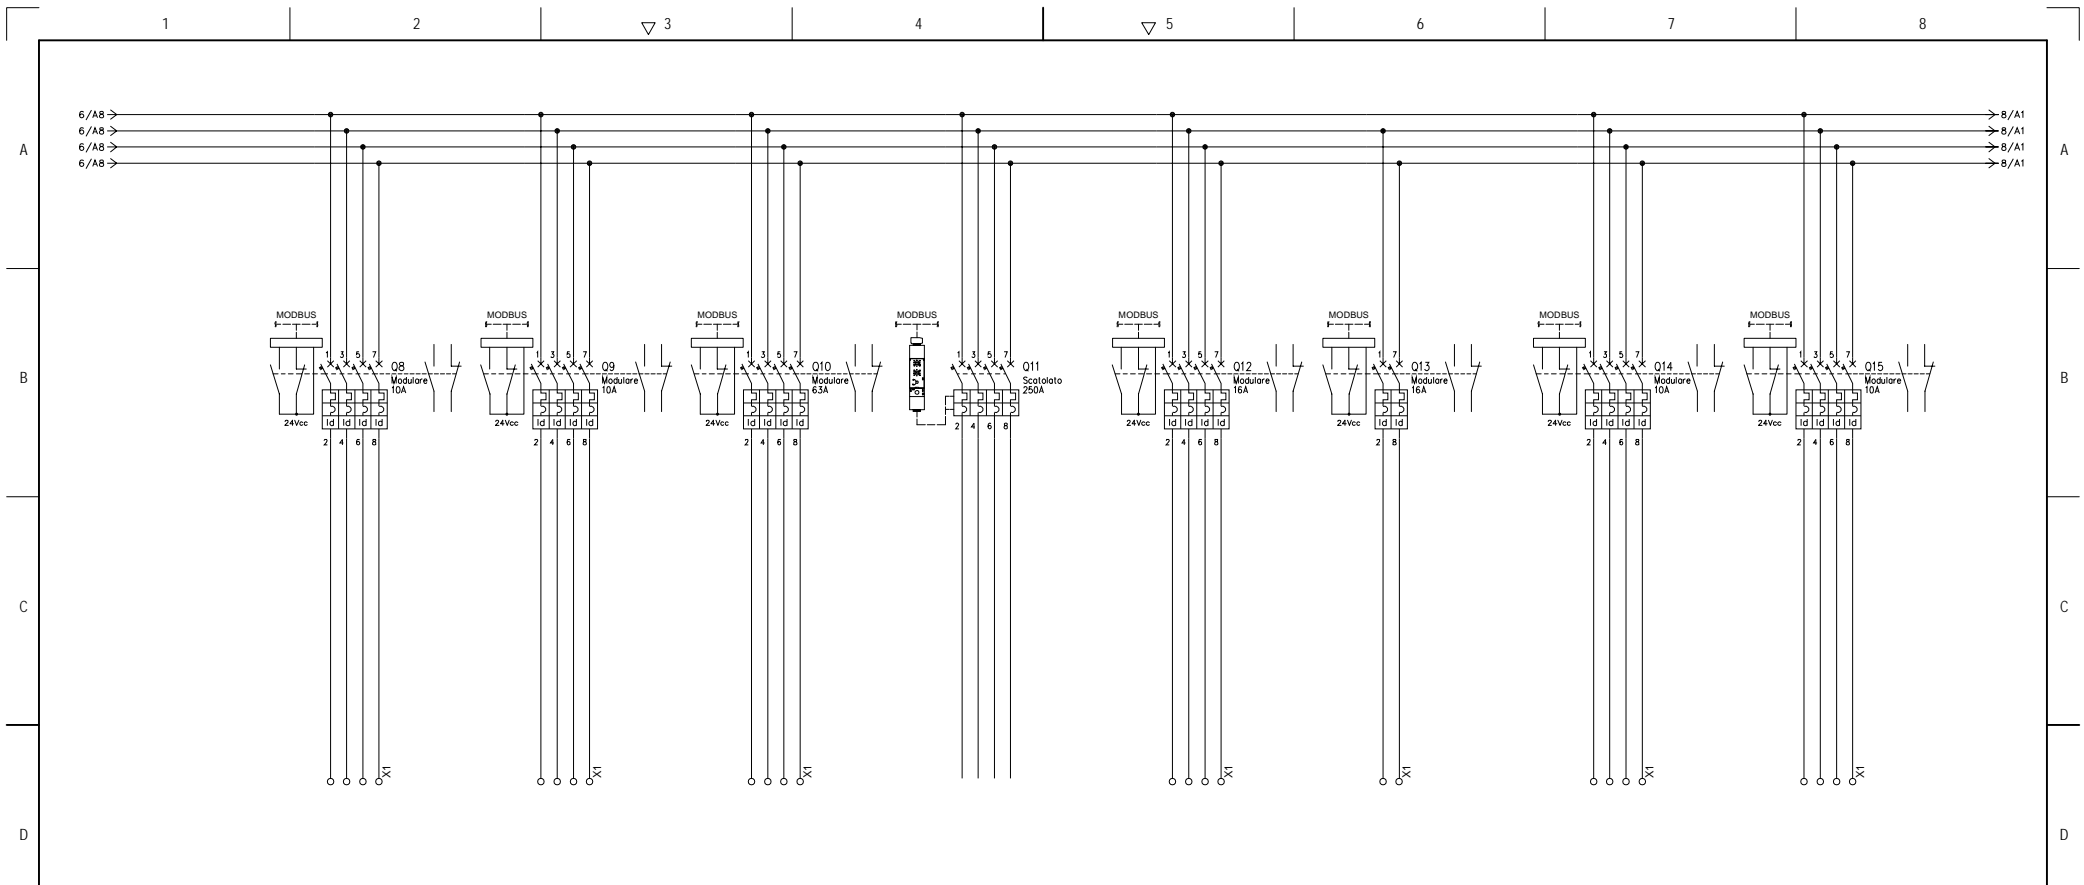 1 2 3 4 5 6 7 8
6/A8 8/A1
6/A8 8/A1
A 6/A8 8/A1 A
6/A8 8/A1
MODBUS MODBUS MODBUS MODBUS MODBUS MODBUS MODBUS MODBUS
1 3 5 7 1 3 5 7 1 3 5 7 1 3 5 7 1 3 5 7 1 7 1 3 5 7 1 3 5 7
Q8 Q9 Q10 Q11 Q12 Q13 Q14 Q15
B Modulare Modulare Modulare Scatolato Modulare Modulare Modulare Modulare B
10A 10A 63A 250A 16A 16A 10A 10A
24Vcc Id Id Id Id 24Vcc Id Id Id Id 24Vcc Id Id Id Id 24Vcc Id Id Id Id 24Vcc Id Id 24Vcc Id Id Id Id 24Vcc Id Id Id Id
2 4 6 8 2 4 6 8 2 4 6 8 2 4 6 8 2 4 6 8 2 8 2 4 6 8 2 4 6 8
C C
X1 X1 X1 X1 X1 X1 X1
D D